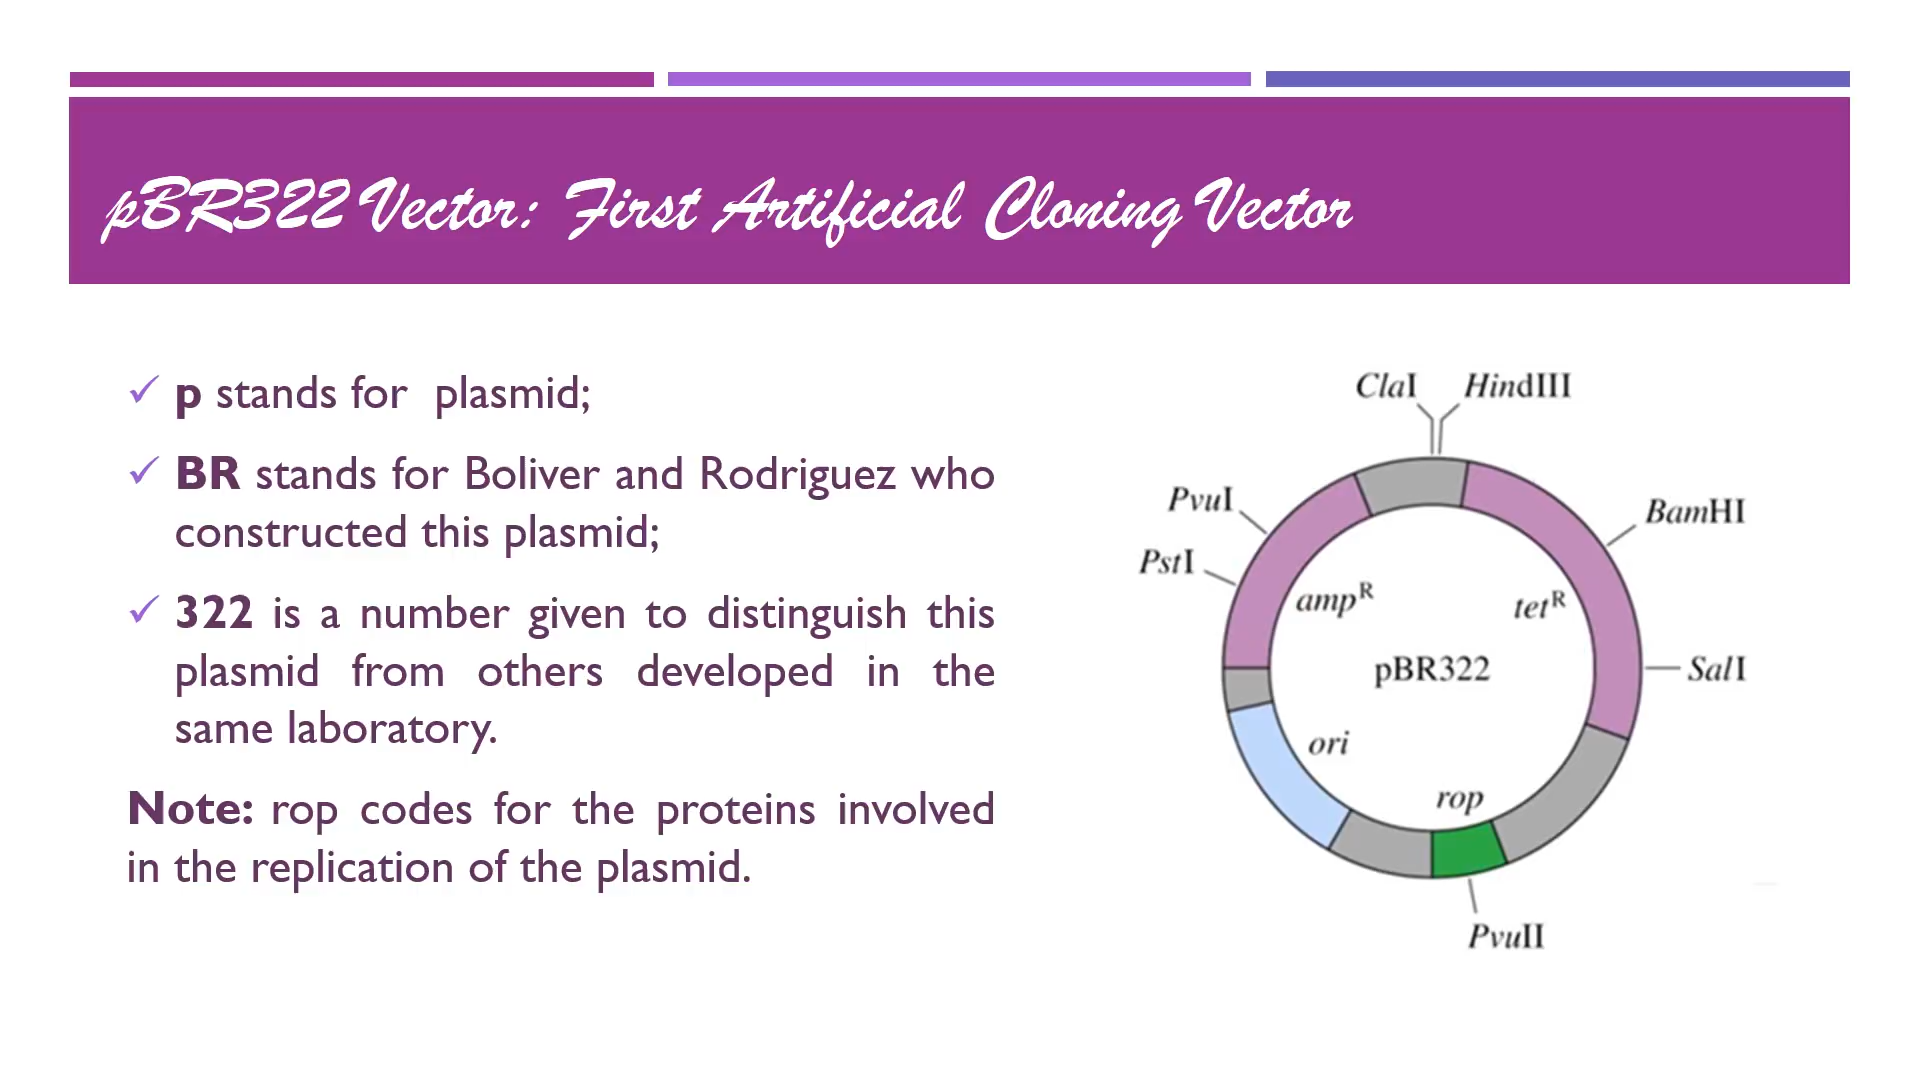 pBR322 Vector: First Artificial Cloning Vector
✓ p stands for plasmid;
✓ BR stands for Boliver and Rodriguez who
constructed this plasmid;
✓ 322 is a number given to distinguish this
plasmid from others developed in the
same laboratory.
Note: rop codes for the proteins involved
in the replication of the plasmid.
ClaI HindIII
PvuI
BamHI
PstI
ampR
tetR
pBR322
SalI
ori
rop
PvuII